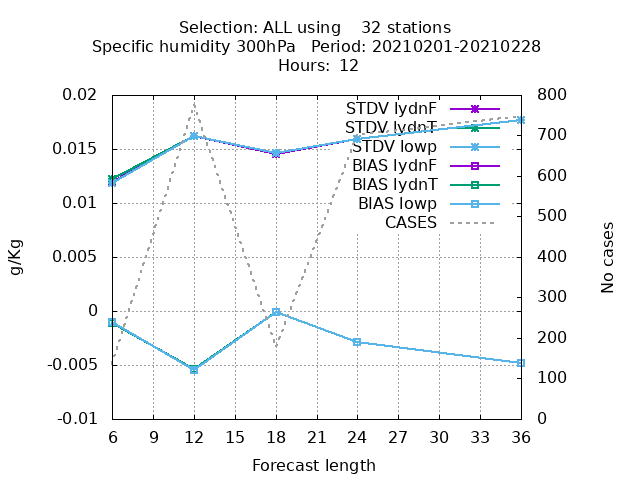 Selection: ALL using 32 stations
Specific humidity 300hPa Period: 20210201-20210228
Hours: 12
0.02
0.015
0.01
0.005
0
-0.005
-0.01
g/Kg
800
700
600
500
400
300
200
100
0
No cases
STDV lydnF
STDV lydnT
STDV lowp
BIAS lydnF
BIAS lydnT
BIAS lowp
CASES
6 9 12 15 18 21 24 27 30 33 36
Forecast length